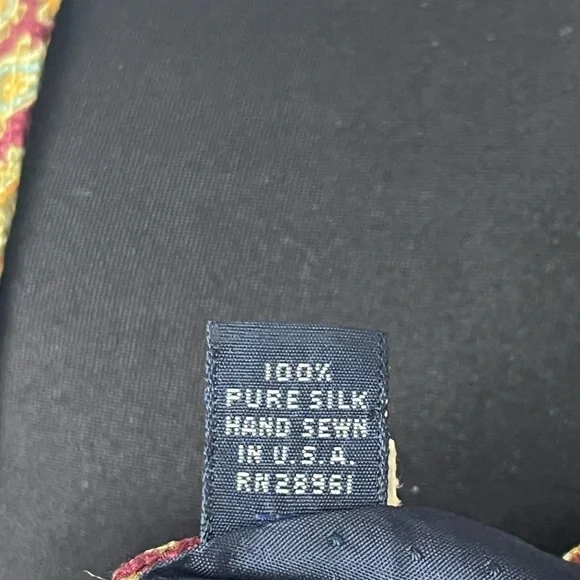 100%
PURE SILK
HAND SEWN
IN U.S.A.
RN28961